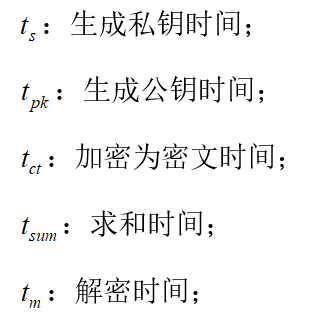 t_s：生成私钥时间；
t_pk：生成公钥时间；
t_ct：加密为密文时间；
t_sum：求和时间；
t_m：解密时间；